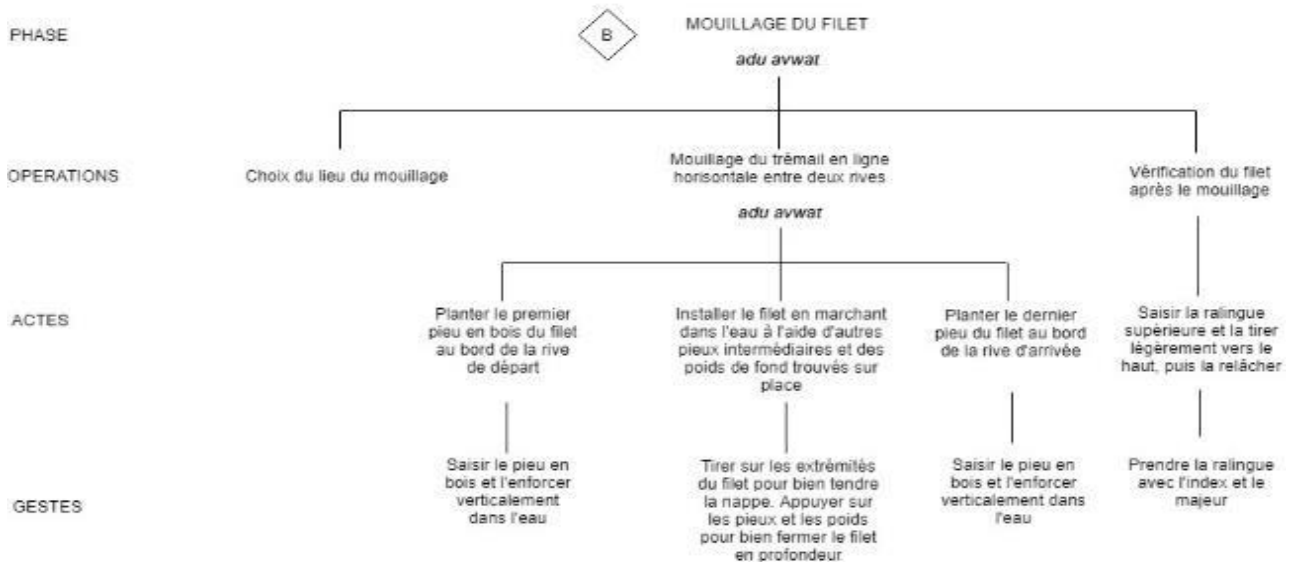 PHASE
B
MOUILLAGE DU FILET
adu avwat
OPERATIONS
Choix du lieu du mouillage
Mouillage du trémail en ligne
horisontale entre deux rives
adu avwat
Vérification du filet
après le mouillage
ACTES
Planter le premier
pieu en bois du filet
au bord de la rive
de départ
Installer le filet en marchant
dans l'eau à l'aide d'autres
pieux intermédiaires et des
poids de fond trouvés sur
place
Planter le dernier
pieu du filet au bord
de la rive d'arrivée
Saisir la ralingue
supérieure et la tirer
légèrement vers le
haut, puis la relâcher
GESTES
Saisir le pieu en
bois et l'enforcer
verticalement
dans l'eau
Tirer sur les extrémités
du filet pour bien tendre
la nappe. Appuyer sur
les pieux et les poids
pour bien fermer le filet
en profondeur
Saisir le pieu en
bois et l'enforcer
verticalement dans
l'eau
Prendre la ralingue
avec l'index et le
majeur